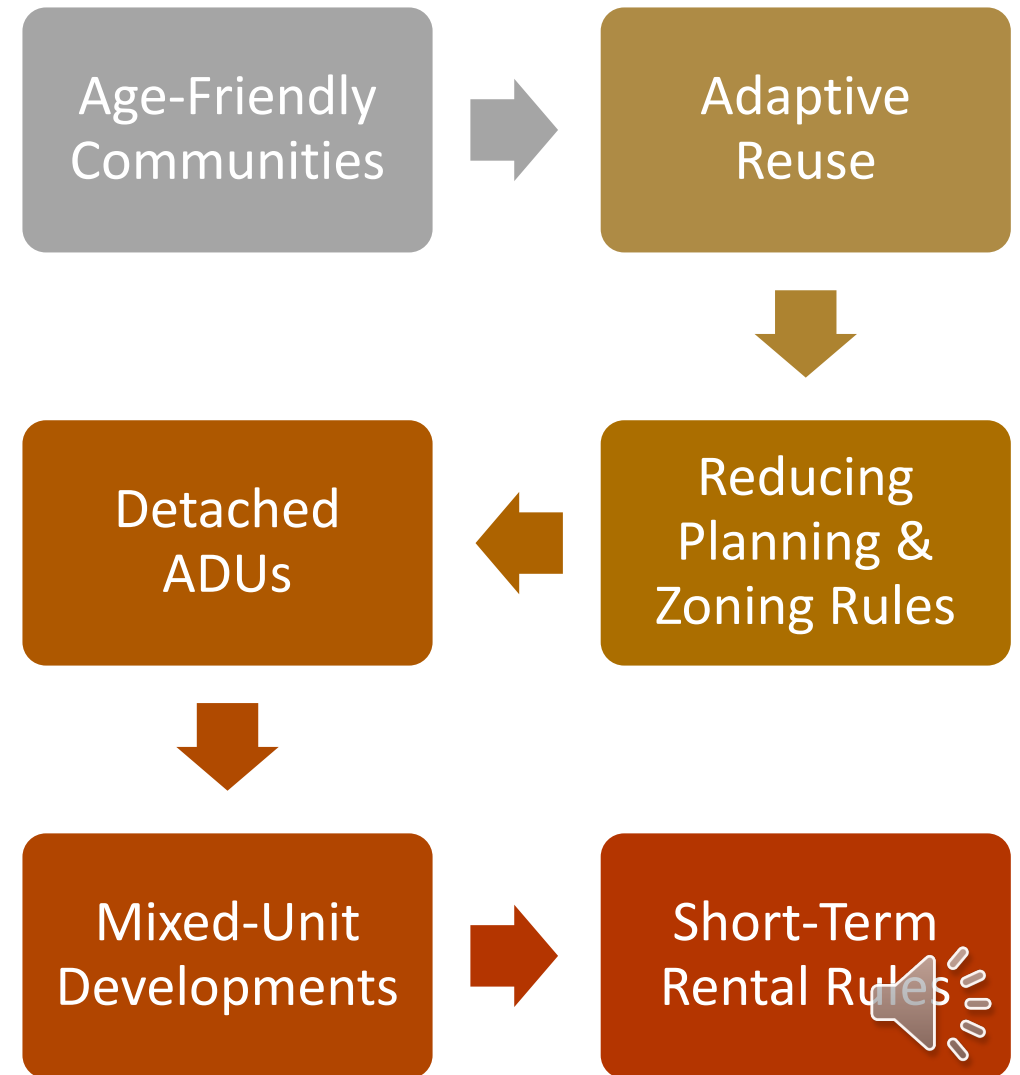 Age-Friendly
Communities
Adaptive
Reuse
Reducing
Planning &
Zoning Rules
Detached
ADUs
Mixed-Unit
Developments
Short-Term
Rental Rules